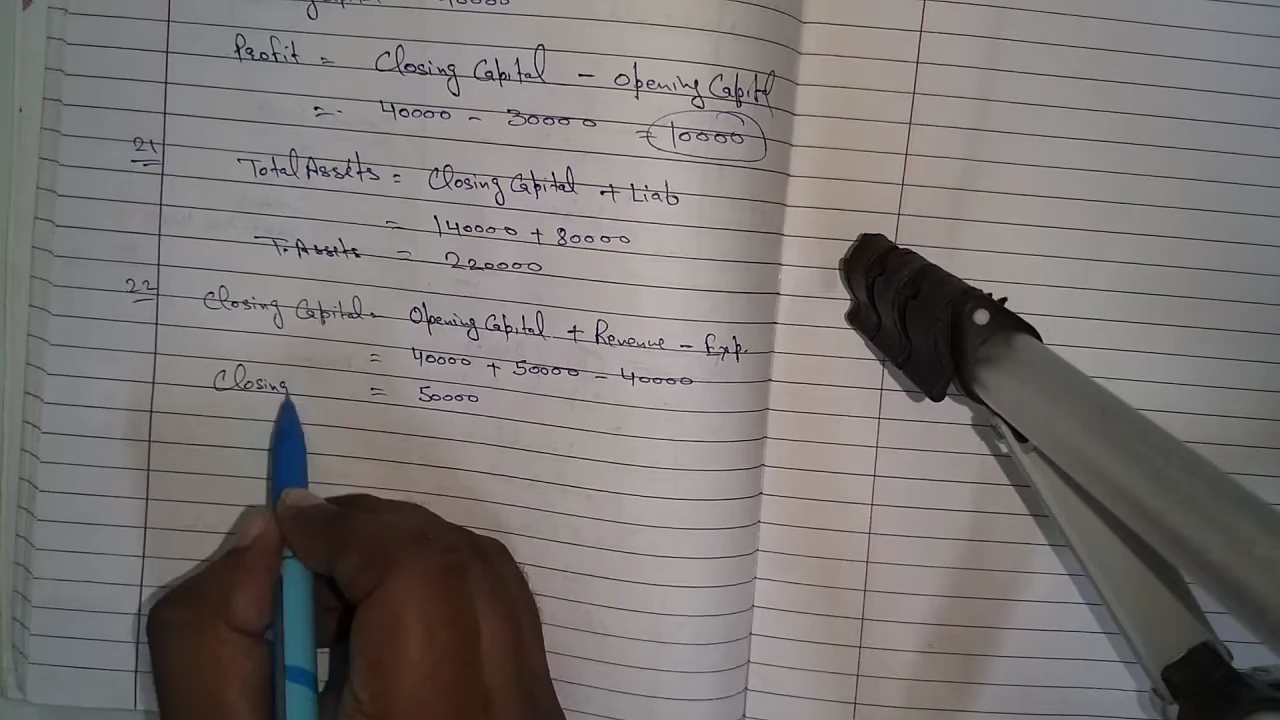 Profit = Closing Capital - Opening Capital
= 40000 - 30000 = 10000
21 Total Assets = Closing Capital + Liab
= 140000 + 80000
T. Assets = 220000
22 Closing Capital = Opening Capital + Revenue - Exp.
= 40000 + 50000 - 40000
Closing = 50000